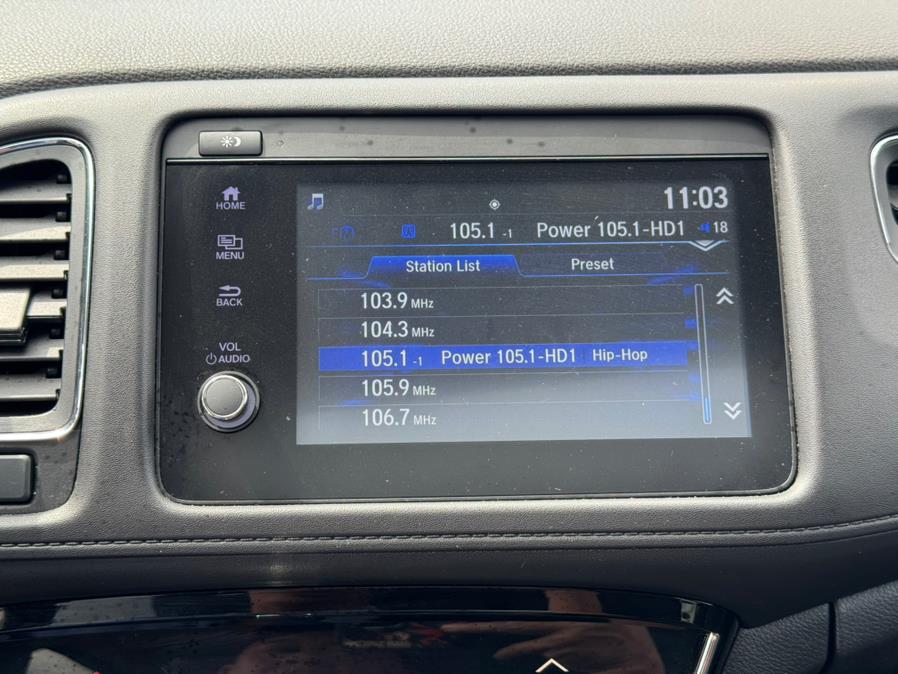 HOME
MENU
BACK
VOL
AUDIO
11:03
FM 105.1 -1 Power 105.1-HD1 18
Station List Preset
103.9 MHz
104.3 MHz
105.1 -1 Power 105.1-HD1 Hip-Hop
105.9 MHz
106.7 MHz